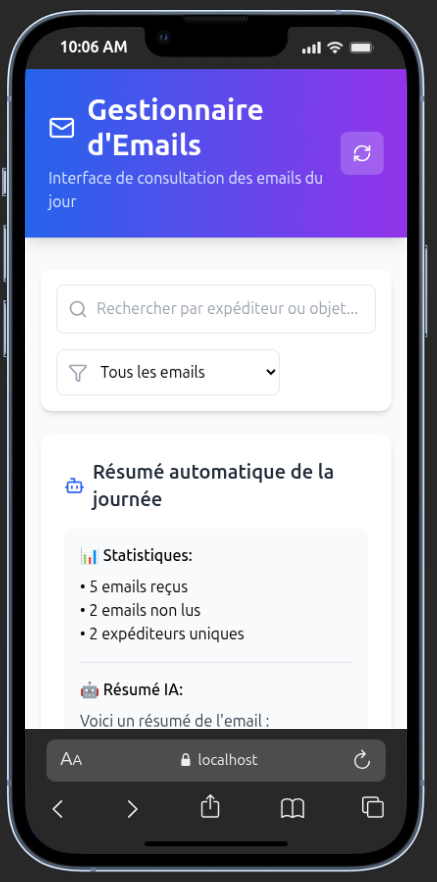 10:06 AM
Gestionnaire
d'Emails
Interface de consultation des emails du
jour
Rechercher par expéditeur ou objet...
Tous les emails
Résumé automatique de la
journée
📊 Statistiques:
• 5 emails reçus
• 2 emails non lus
• 2 expéditeurs uniques
🤖 Résumé IA:
Voici un résumé de l'email :
AA
localhost